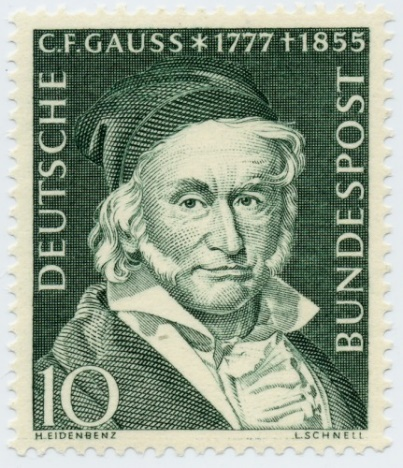 C.F.GAUSS * 1777 † 1855
DEUTSCHE
BUNDESPOST
10
H.EIDENBENZ
L.SCHNELL